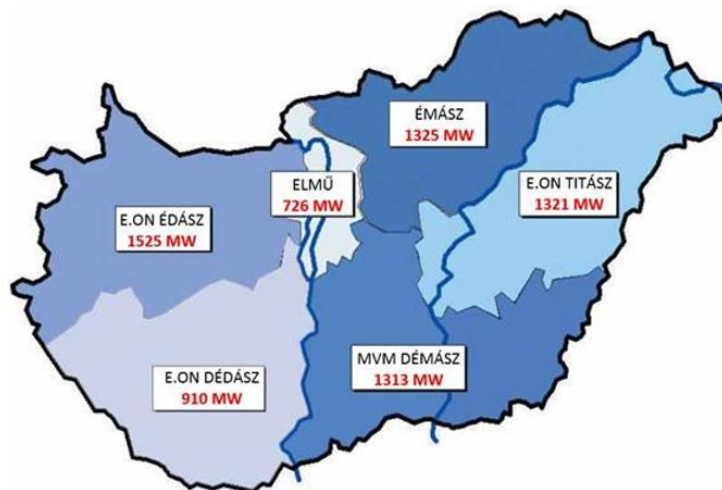 ÉMÁSZ
1325 MW
ELMŰ
726 MW
E.ON TITÁSZ
1321 MW
E.ON ÉDÁSZ
1525 MW
MVM DÉMÁSZ
1313 MW
E.ON DÉDÁSZ
910 MW